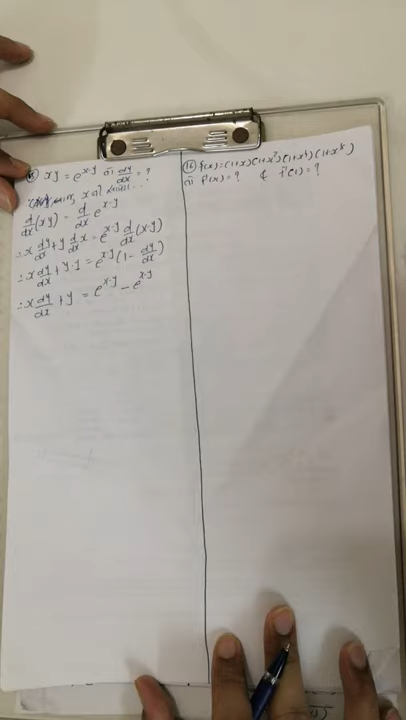 xy = e^{x-y} dy/dx = ?
d/dx (xy) = d/dx e^{x-y}
∴ x dy/dx + y d/dx x = e^{x-y} d/dx (x-y)
∴ x dy/dx + y·1 = e^{x-y} (1 - dy/dx)
∴ x dy/dx + y = e^{x-y} - e^{x-y}
(16) f(x) = (1+x)(1+x²)(1+x⁴)(1+x⁸)
f'(x) = ? f'(1) = ?